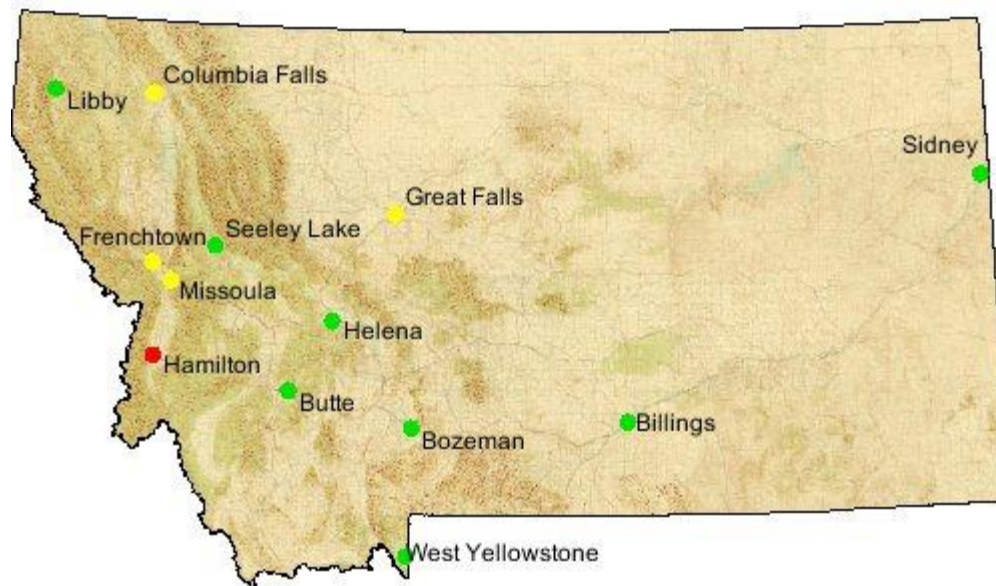 Columbia Falls
Libby
Sidney
Great Falls
Seeley Lake
Frenchtown
Missoula
Helena
Hamilton
Butte
Billings
Bozeman
West Yellowstone